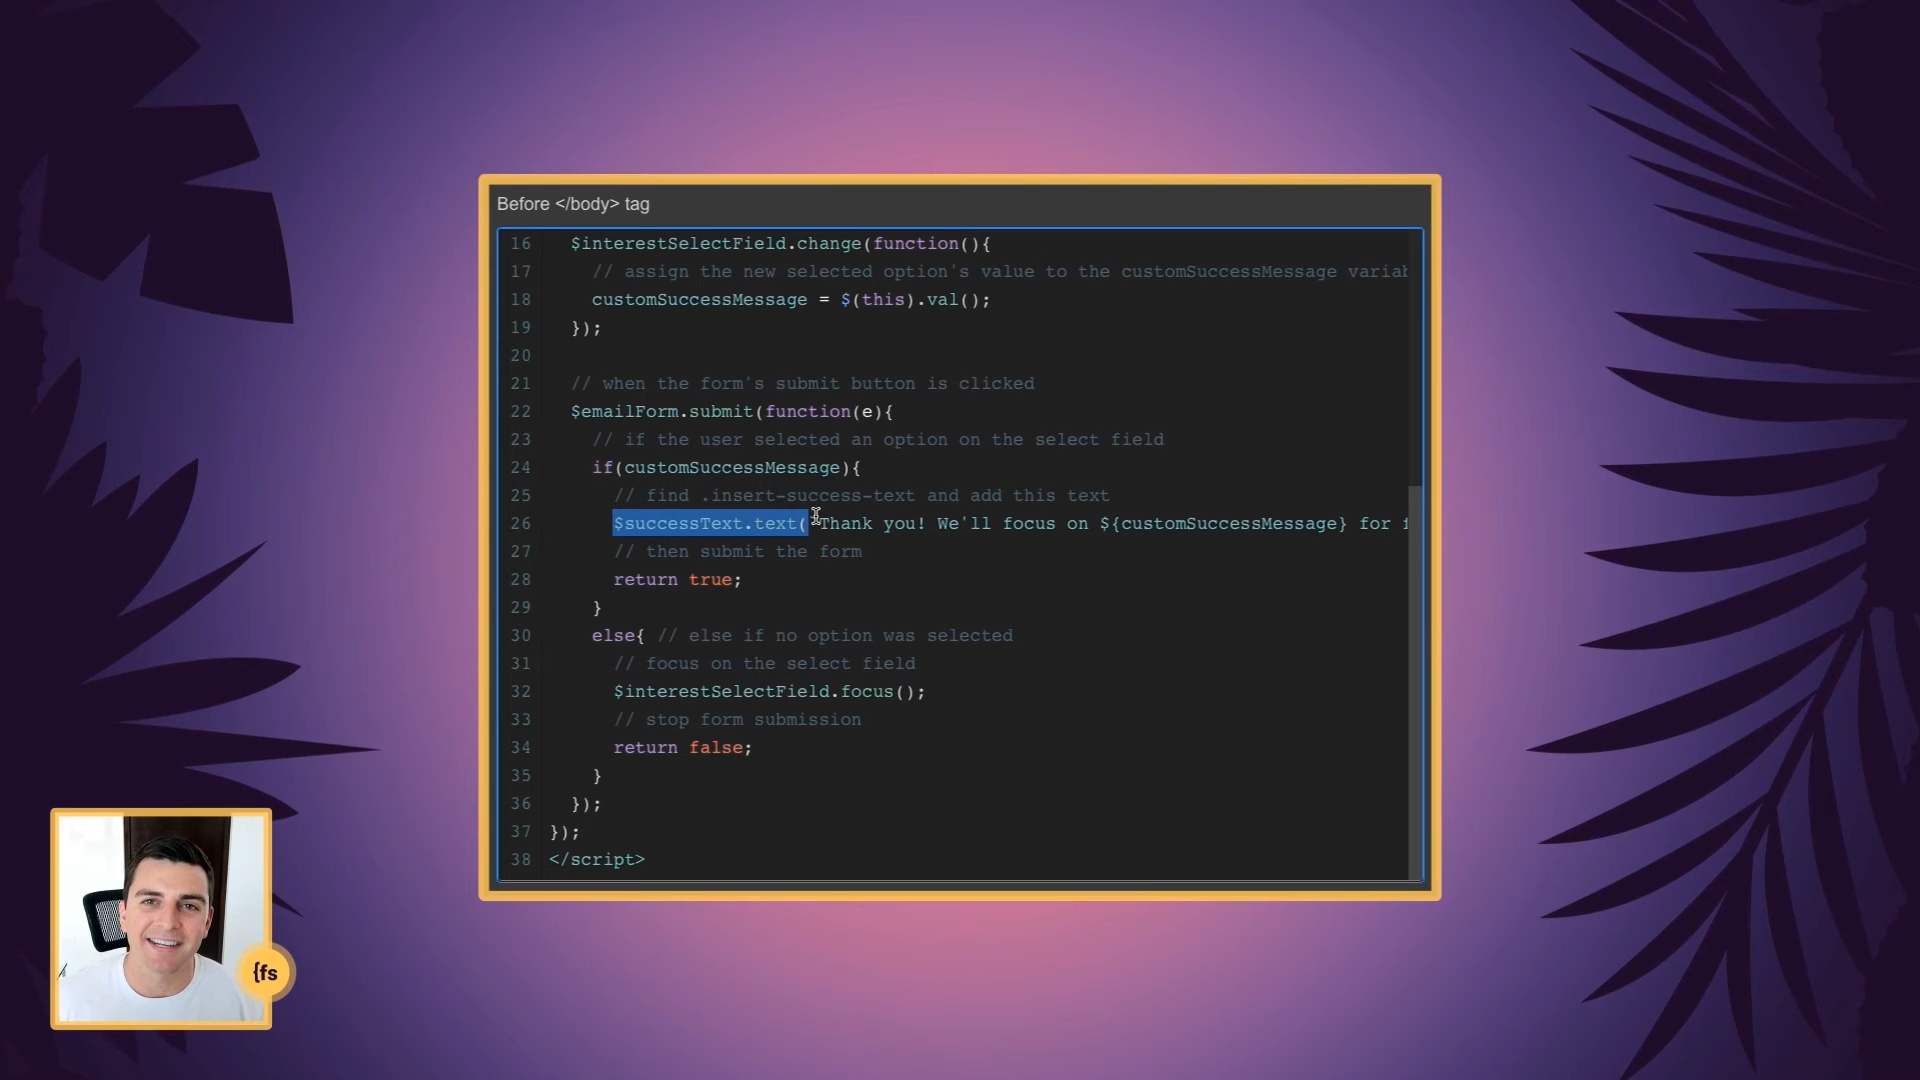 Before </body> tag
16 $interestSelectField.change(function(){
17 // assign the new selected option's value to the customSuccessMessage variab
18 customSuccessMessage = $(this).val();
19 });
20
21 // when the form's submit button is clicked
22 $emailForm.submit(function(e){
23 // if the user selected an option on the select field
24 if(customSuccessMessage){
25 // find .insert-success-text and add this text
26 $successText.text(`Thank you! We'll focus on ${customSuccessMessage} for f
27 // then submit the form
28 return true;
29 }
30 else{ // else if no option was selected
31 // focus on the select field
32 $interestSelectField.focus();
33 // stop form submission
34 return false;
35 }
36 });
37 });
38 </script>
{fs